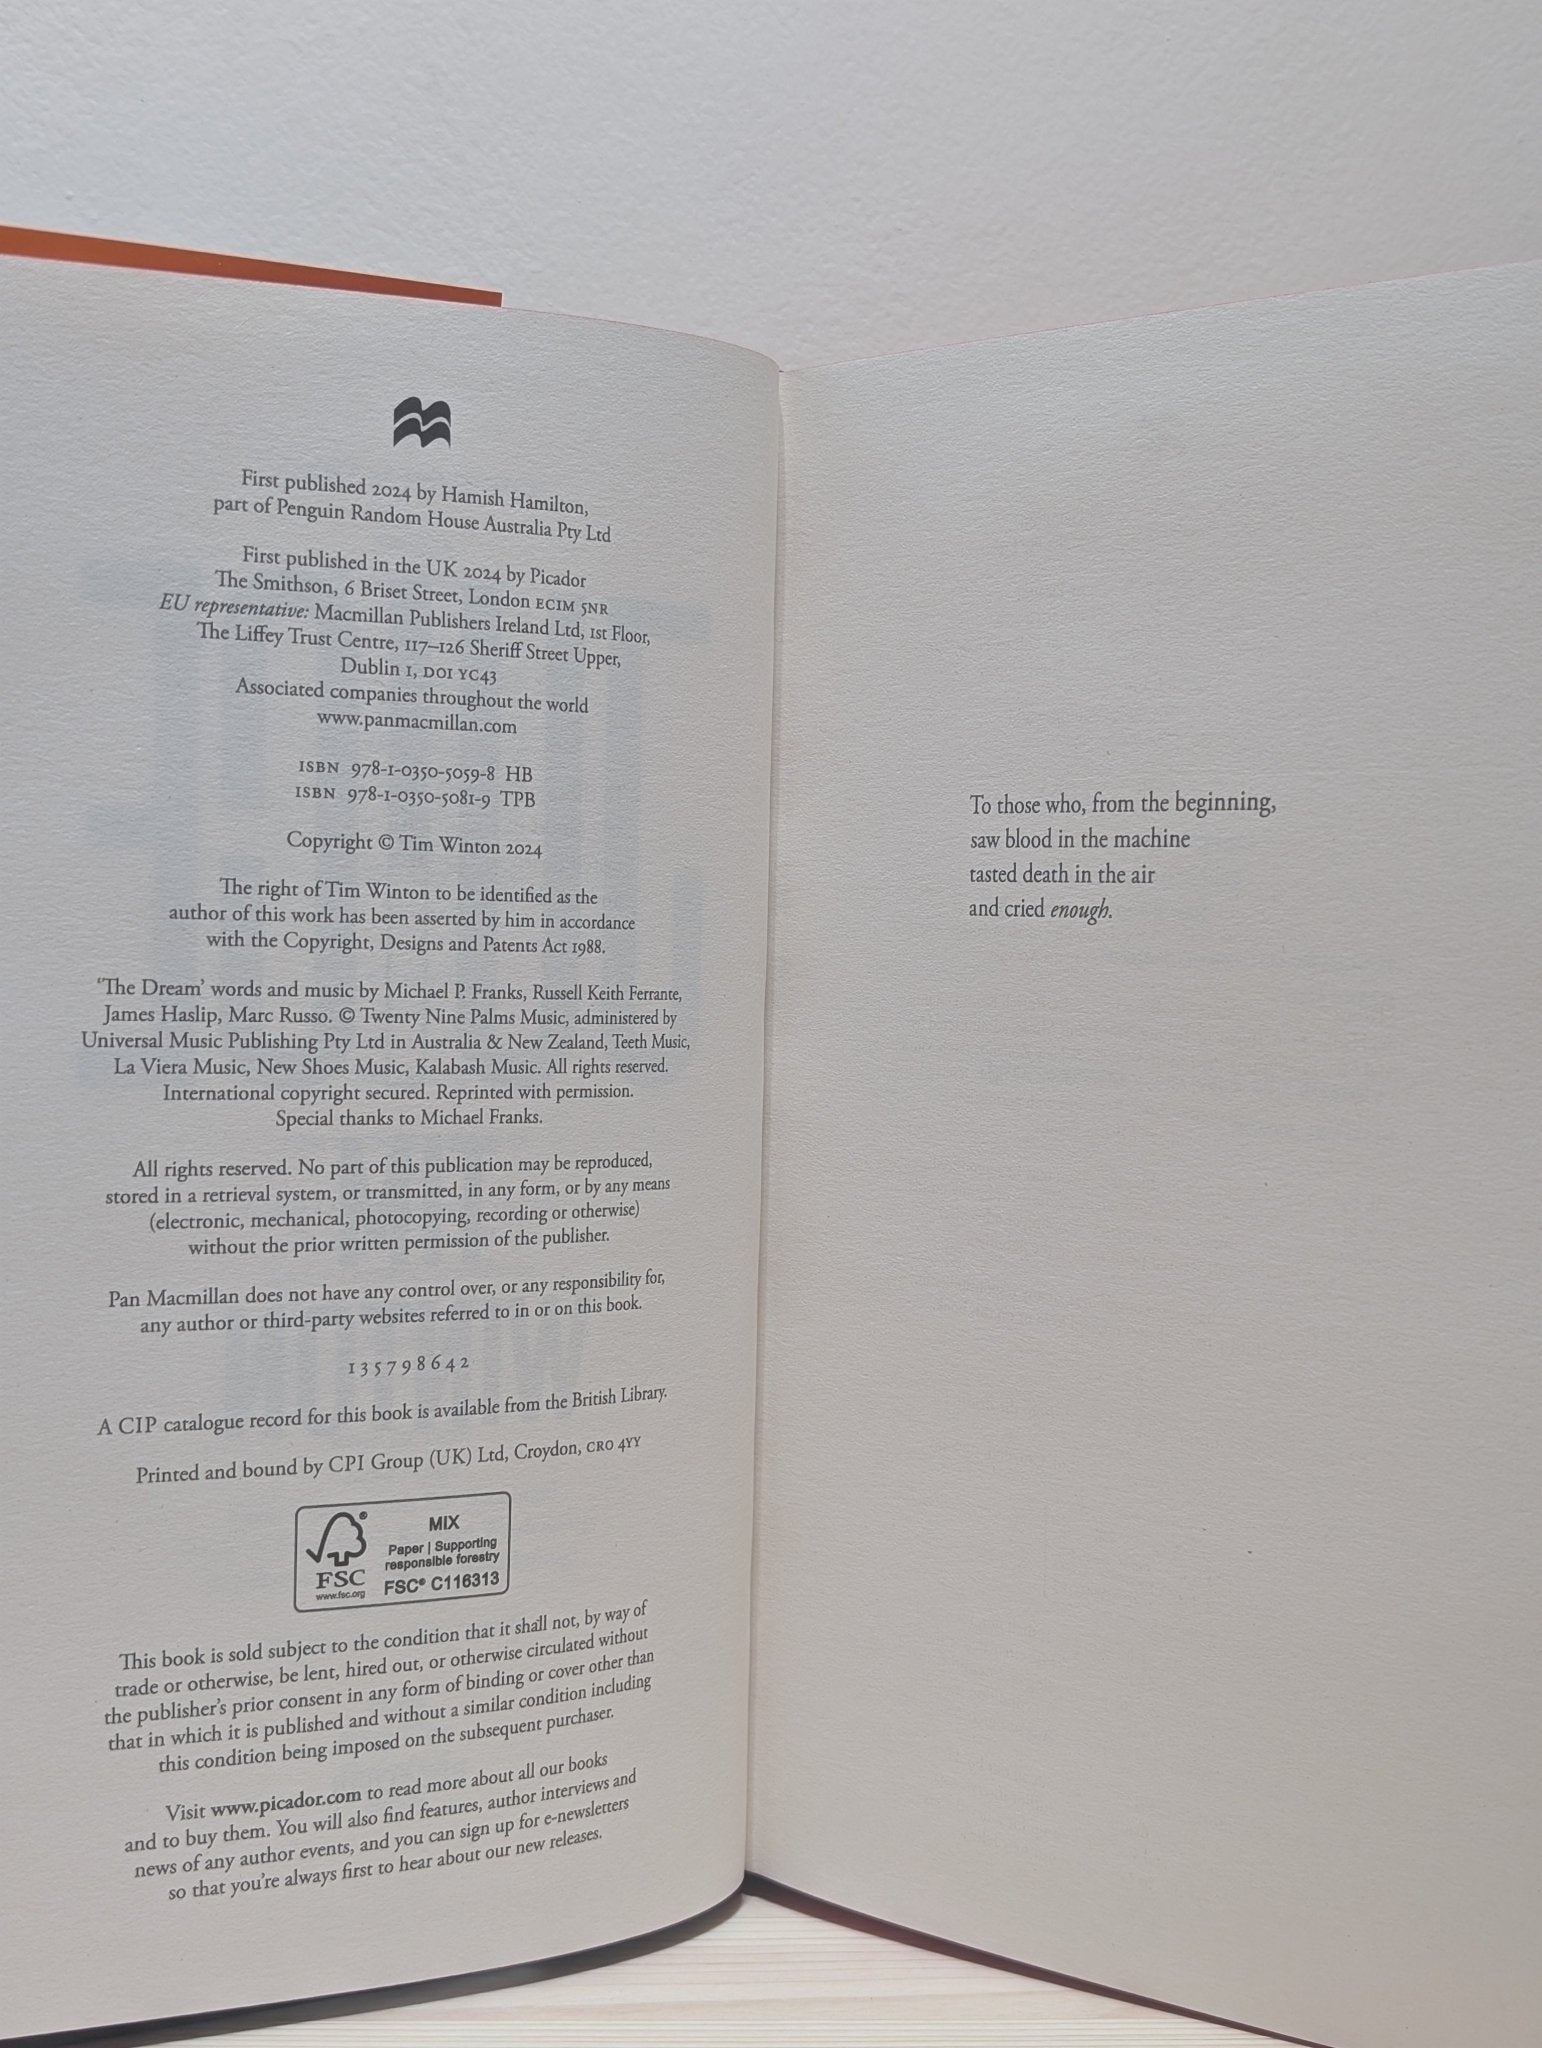 First published 2024 by Hamish Hamilton,
part of Penguin Random House Australia Pty Ltd
First published in the UK 2024 by Picador
The Smithson, 6 Briset Street, London EC1M 5NR
EU representative: Macmillan Publishers Ireland Ltd, 1st Floor,
The Liffey Trust Centre, 117–126 Sheriff Street Upper,
Dublin 1, D01 YC43
Associated companies throughout the world
www.panmacmillan.com
ISBN 978-1-0350-5059-8 HB
ISBN 978-1-0350-5081-9 TPB
Copyright © Tim Winton 2024
The right of Tim Winton to be identified as the
author of this work has been asserted by him in accordance
with the Copyright, Designs and Patents Act 1988.
‘The Dream’ words and music by Michael P. Franks, Russell Keith Ferrante,
James Haslip, Marc Russo. © Twenty Nine Palms Music, administered by
Universal Music Publishing Pty Ltd in Australia & New Zealand, Teeth Music,
La Viera Music, New Shoes Music, Kalabash Music. All rights reserved.
International copyright secured. Reprinted with permission.
Special thanks to Michael Franks.
All rights reserved. No part of this publication may be reproduced,
stored in a retrieval system, or transmitted, in any form, or by any means
(electronic, mechanical, photocopying, recording or otherwise)
without the prior written permission of the publisher.
Pan Macmillan does not have any control over, or any responsibility for,
any author or third-party websites referred to in or on this book.
1 3 5 7 9 8 6 4 2
A CIP catalogue record for this book is available from the British Library.
Printed and bound by CPI Group (UK) Ltd, Croydon, CR0 4YY
MIX
Paper | Supporting
responsible forestry
FSC® C116313
FSC
www.fsc.org
This book is sold subject to the condition that it shall not, by way of
trade or otherwise, be lent, hired out, or otherwise circulated without
the publisher’s prior consent in any form of binding or cover other than
that in which it is published and without a similar condition including
this condition being imposed on the subsequent purchaser.
Visit www.picador.com to read more about all our books
and to buy them. You will also find features, author interviews and
news of any author events, and you can sign up for e-newsletters
so that you’re always first to hear about our new releases.
To those who, from the beginning,
saw blood in the machine
tasted death in the air
and cried enough.